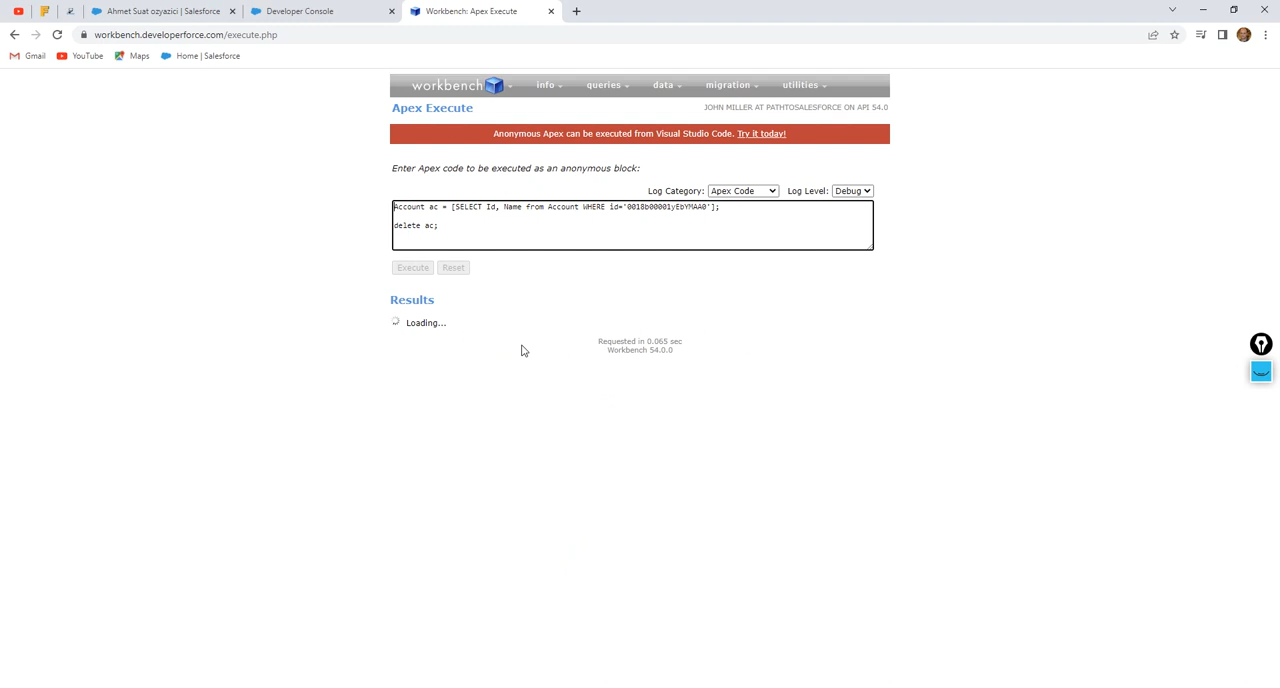 Ahmet Suat ozyazici | Salesforce
Developer Console
Workbench: Apex Execute
workbench.developerforce.com/execute.php
Gmail
YouTube
Maps
Home | Salesforce
workbench
info
queries
data
migration
utilities
Apex Execute
JOHN MILLER AT PATHTOSALESFORCE ON API 54.0
Anonymous Apex can be executed from Visual Studio Code. Try it today!
Enter Apex code to be executed as an anonymous block:
Log Category: Apex Code Log Level: Debug
Account ac = [SELECT Id, Name from Account WHERE id='0018b00001yEbYMAA0'];
delete ac;
Execute Reset
Results
Loading...
Requested in 0.065 sec
Workbench 54.0.0